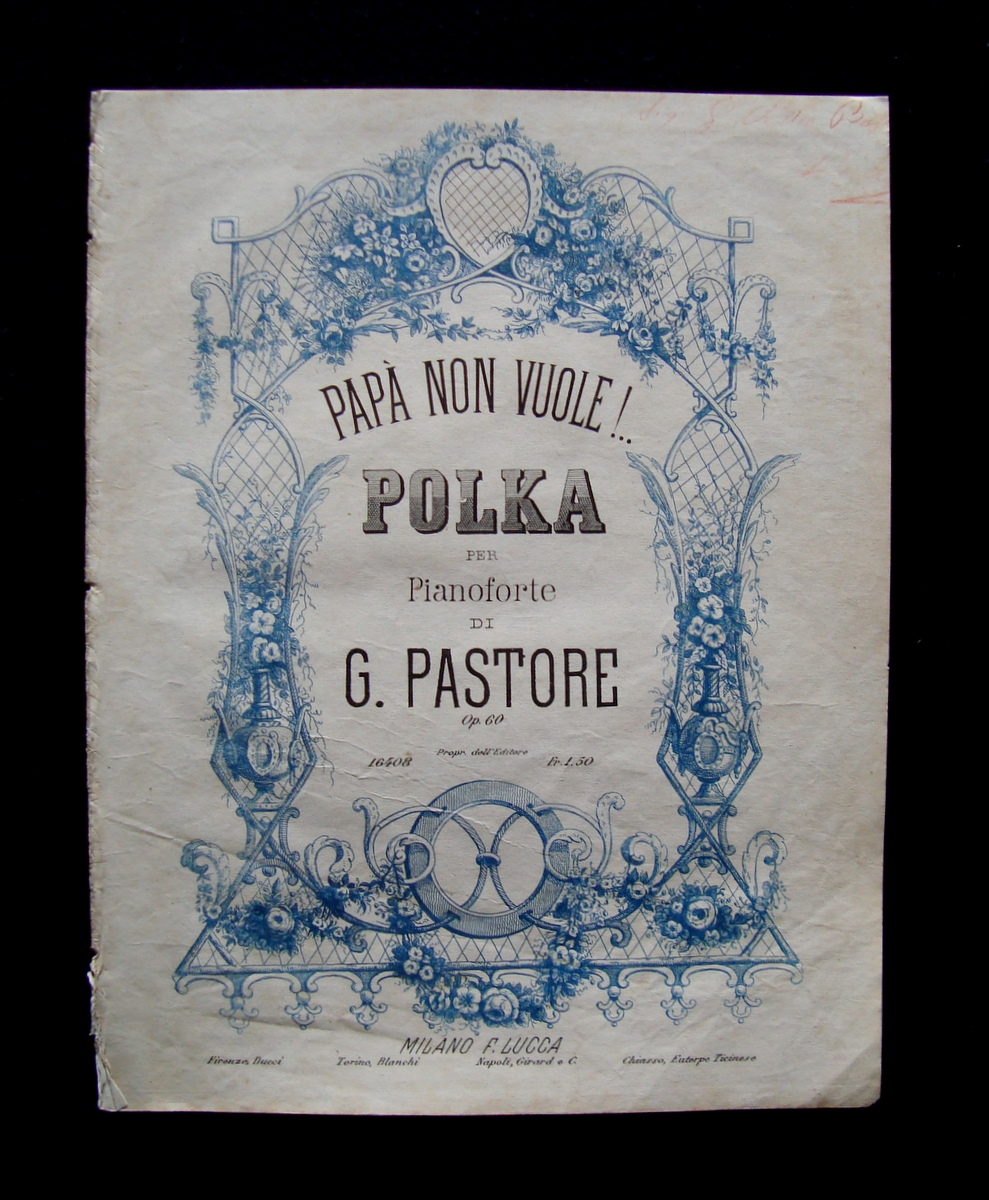 PAPÀ NON VUOLE!..
POLKA
PER
Pianoforte
DI
G. PASTORE
Op. 60
Propr. dell'Editore
16408 Fr. 1,50
MILANO F. LUCCA
Firenze, Ducci Torino, Blanchi Napoli, Girard e C. Chiasso, Euterpe Ticinese